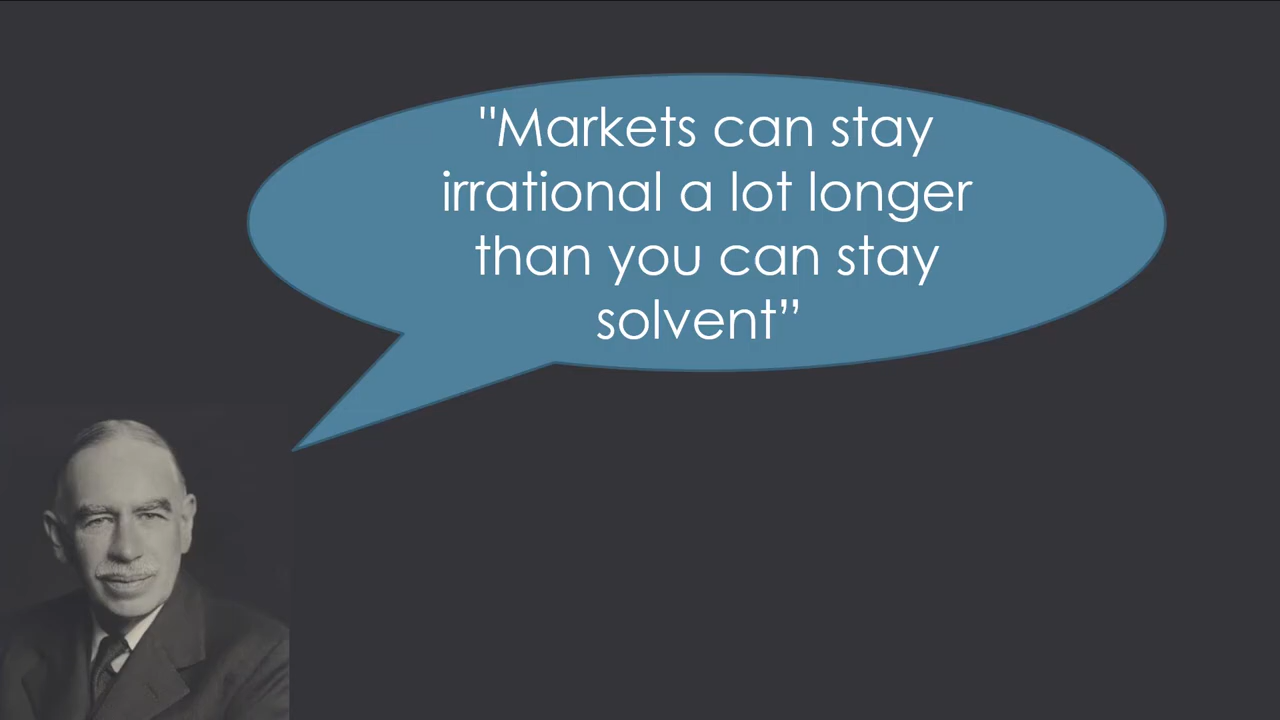 "Markets can stay
irrational a lot longer
than you can stay
solvent”